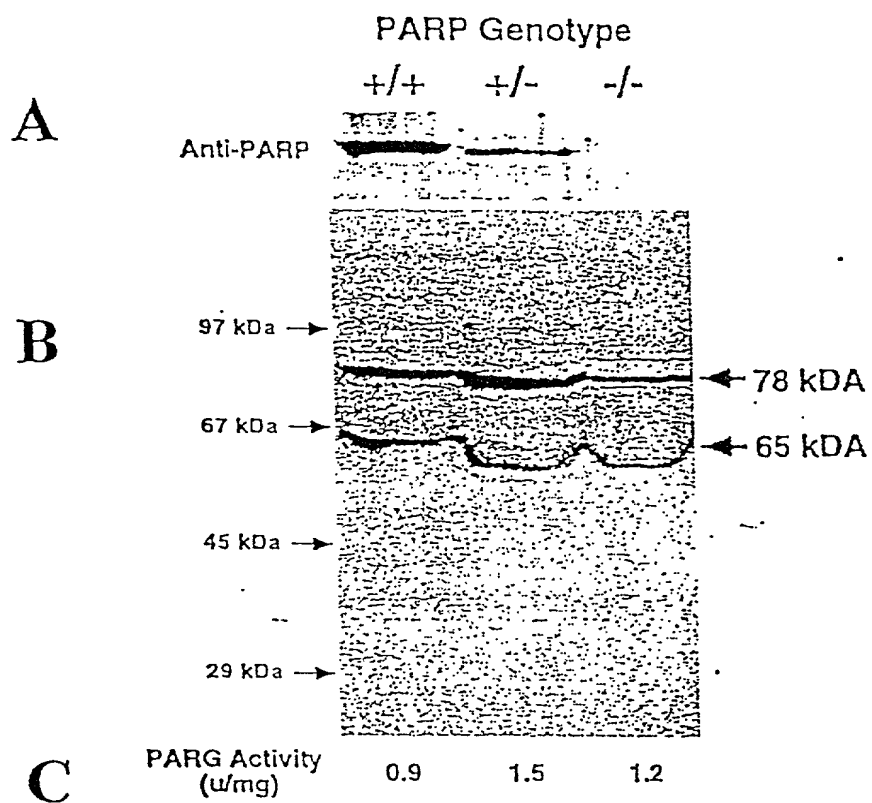 PARP Genotype
+/+ +/- -/-
A
Anti-PARP
B
97 kDa
78 kDA
67 kDa
65 kDA
45 kDa
29 kDa
C
PARG Activity
(u/mg)
0.9 1.5 1.2